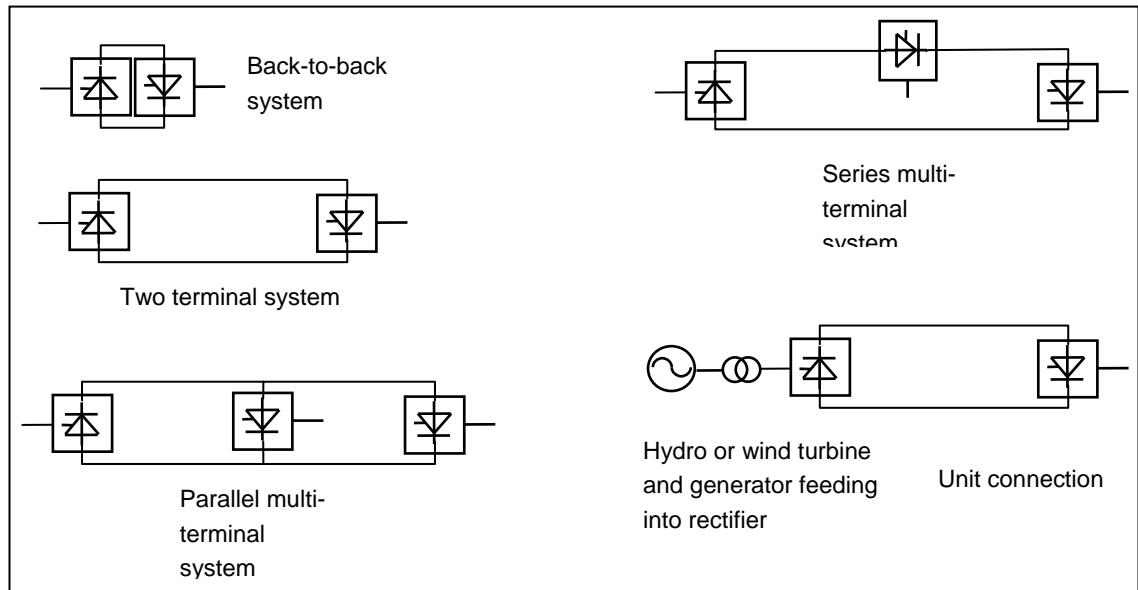 Back-to-back
system
Two terminal system
Parallel multi-
terminal
system
Series multi-
terminal
system
Hydro or wind turbine
and generator feeding
into rectifier
Unit connection